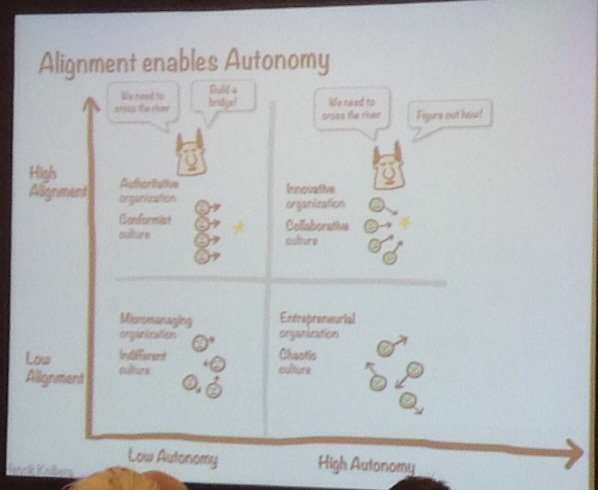 Alignment enables Autonomy
We need to
cross the river
Build a
bridge!
We need to
cross the river
Figure out how!
High
Alignment
Authoritative
organization
Conformist
culture
Innovative
organization
Collaborative
culture
Micromanaging
organization
Indifferent
culture
Entrepreneurial
organization
Chaotic
culture
Low
Alignment
Low Autonomy
High Autonomy
Henrik Kniberg